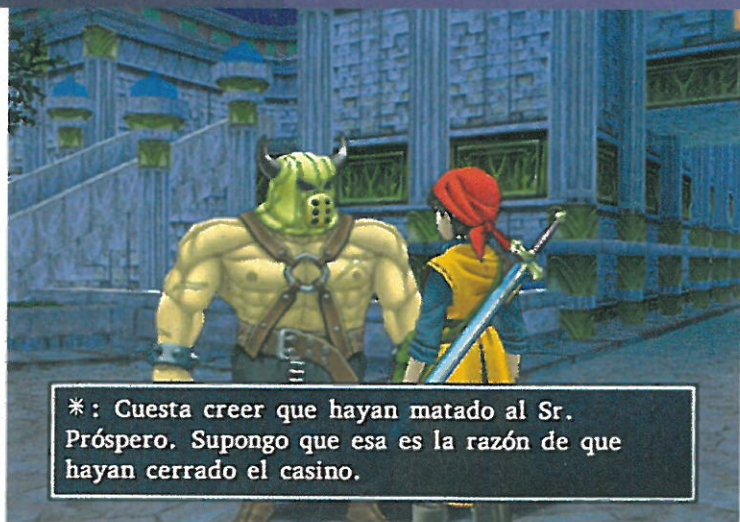 *: Cuesta creer que hayan matado al Sr.
Próspero. Supongo que esa es la razón de que
hayan cerrado el casino.